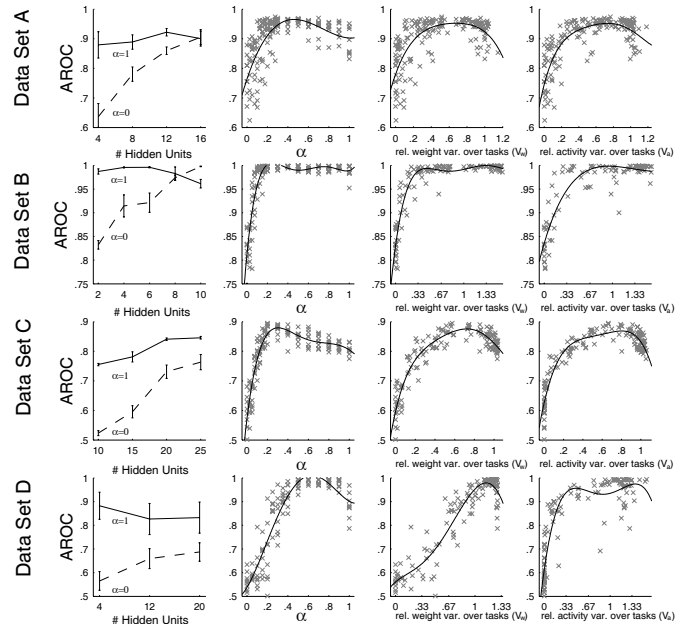 Data Set A
AROC
1
.9
.8
.7
.6
α=1
α=0
4 8 12 16
# Hidden Units
1
.9
.8
.7
.6
0 .2 .4 .6 .8 1
α
1
.9
.8
.7
.6
0 .2 .4 .6 .8 1 1.2
rel. weight var. over tasks (Vw)
1
.9
.8
.7
.6
0 .2 .4 .6 .8 1 1.2
rel. activity var. over tasks (Va)
Data Set B
AROC
1
.95
.9
.85
.8
.75
α=1
α=0
2 4 6 8 10
# Hidden Units
1
.95
.9
.85
.8
.75
0 .2 .4 .6 .8 1
α
1
.95
.9
.85
.8
.75
0 .33 .67 1 1.33
rel. weight var. over tasks (Vw)
1
.95
.9
.85
.8
.75
0 .33 .67 1 1.33
rel. activity var. over tasks (Va)
Data Set C
AROC
.9
.8
.7
.6
.5
α=1
α=0
10 15 20 25
# Hidden Units
.9
.8
.7
.6
.5
0 .2 .4 .6 .8 1
α
.9
.8
.7
.6
.5
0 .2 .4 .6 .8 1
rel. weight var. over tasks (Vw)
.9
.8
.7
.6
.5
0 .2 .4 .6 .8 1
rel. activity var. over tasks (Va)
Data Set D
AROC
1
.9
.8
.7
.6
.5
α=1
α=0
4 12 20
# Hidden Units
1
.9
.8
.7
.6
.5
0 .2 .4 .6 .8 1
α
1
.9
.8
.7
.6
.5
0 .33 .67 1 1.33
rel. weight var. over tasks (Vw)
1
.9
.8
.7
.6
.5
0 .33 .67 1 1.33
rel. activity var. over tasks (Va)